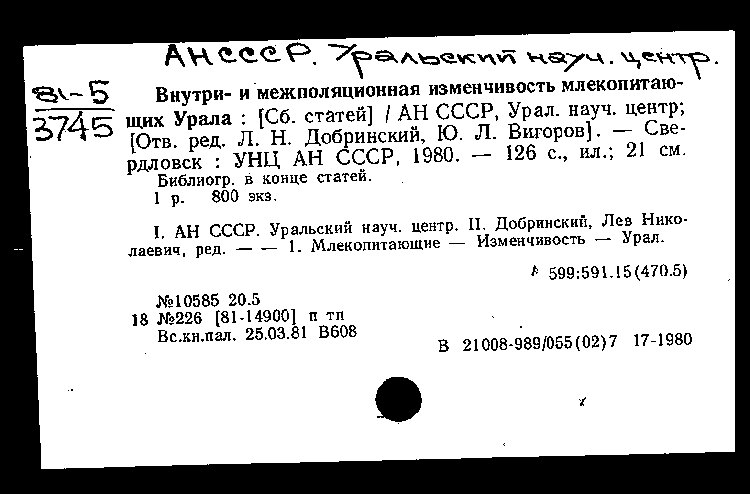 АН СССР. Уральский науч. центр.
81-5
3745
Внутри- и межполяционная изменчивость млекопитаю-
щих Урала : [Сб. статей] / АН СССР, Урал. науч. центр;
[Отв. ред. Л. Н. Добринский, Ю. Л. Вигоров]. — Све-
рдловск : УНЦ АН СССР, 1980. — 126 с., ил.; 21 см.
Библиогр. в конце статей.
1 р. 800 экз.
I. АН СССР. Уральский науч. центр. II. Добринский, Лев Нико-
лаевич, ред. — — 1. Млекопитающие — Изменчивость — Урал.
599:591.15(470.5)
№10585 20.5
18 №226 [81-14900] п тп
Вс.кн.пал. 25.03.81 В608
В 21008-989/055(02)7 17-1980